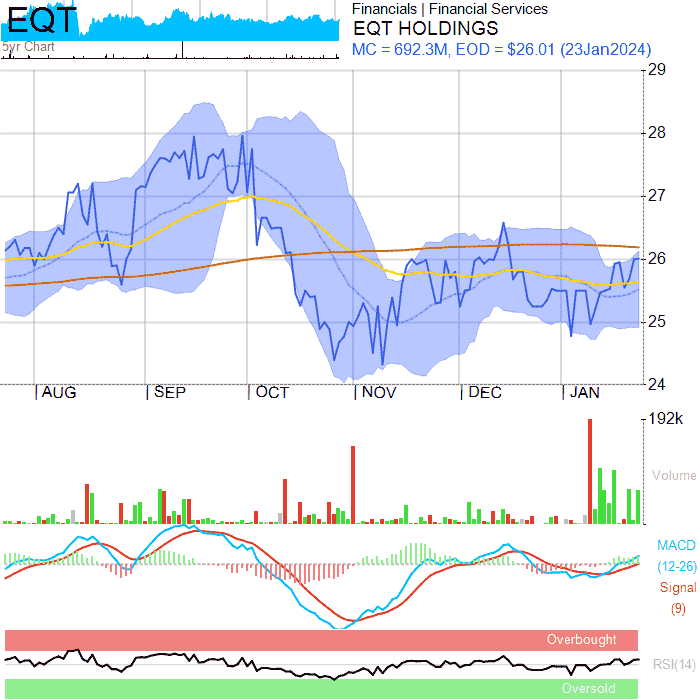 EQT
5yr Chart
Financials | Financial Services
EQT HOLDINGS
MC = 692.3M, EOD = $26.01 (23Jan2024)
29
28
27
26
25
24
AUG
SEP
OCT
NOV
DEC
JAN
192k
Volume
MACD
(12-26)
Signal
(9)
Overbought
RSI(14)
Oversold